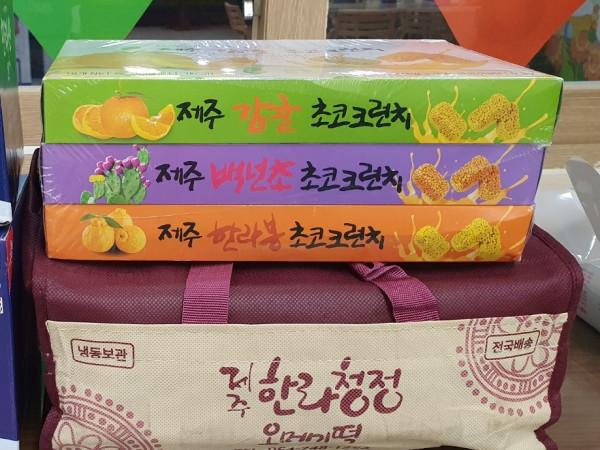 제주 감귤 초코크런치
제주 백년초 초코크런치
제주 한라봉 초코크런치
냉동보관
전국배송
제주 한라청정
오메기떡